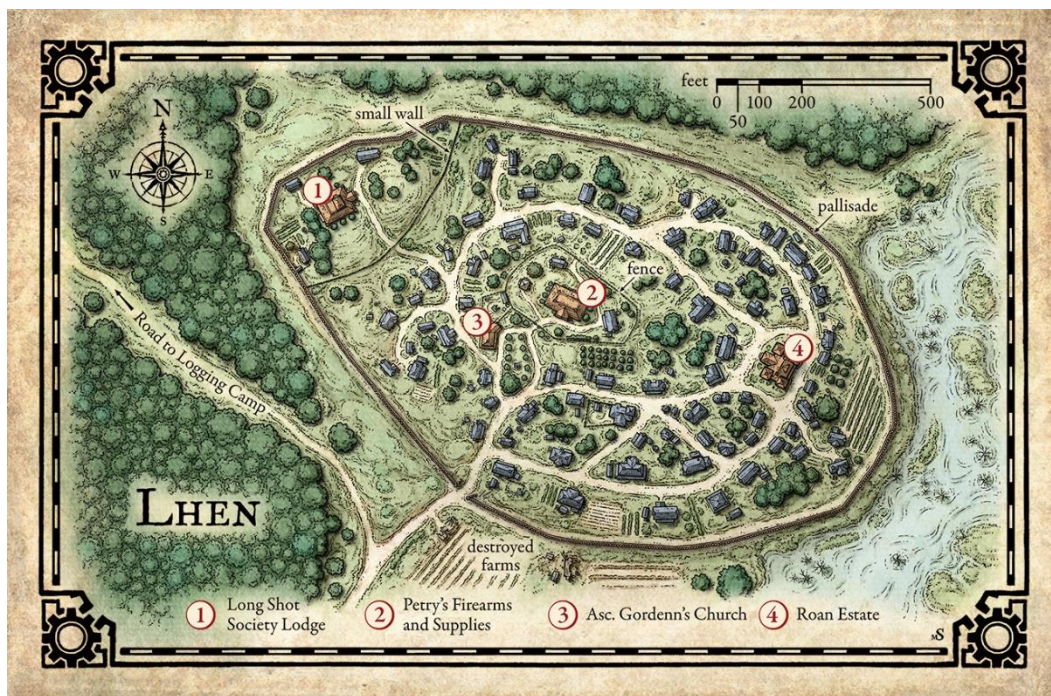 N
W
E
S
feet
0
100
200
500
50
small wall
1
pallisade
fence
2
3
4
Road to Logging Camp
LHEN
destroyed
farms
1 Long Shot
Society Lodge
2 Petry's Firearms
and Supplies
3 Asc. Gordenn's Church
4 Roan Estate